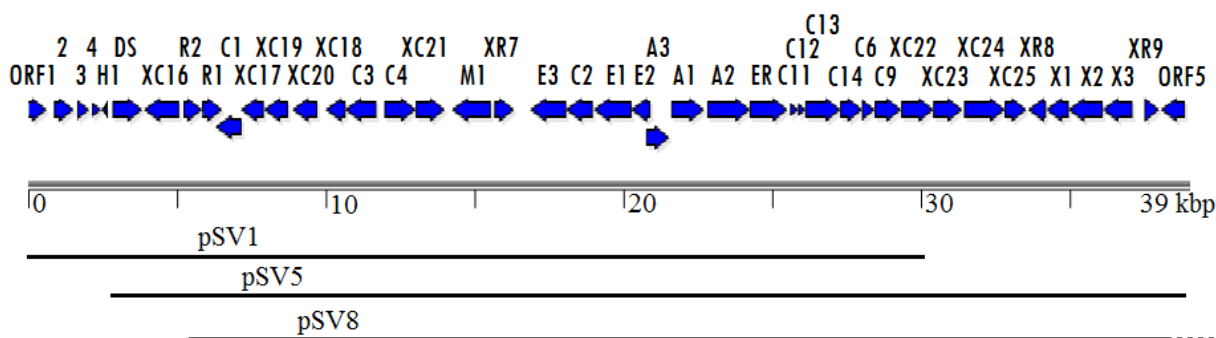 C13
2 4 DS R2 C1 XC19 XC18 XC21 XR7 A3 C12 C6 XC22 XC24 XR8 XR9
ORF1 3 H1 XC16 R1 XC17 XC20 C3 C4 M1 E3 C2 E1 E2 A1 A2 ER C11 C14 C9 XC23 XC25 X1 X2 X3 ORF5
0 10 20 30 39 kbp
pSV1
pSV5
pSV8